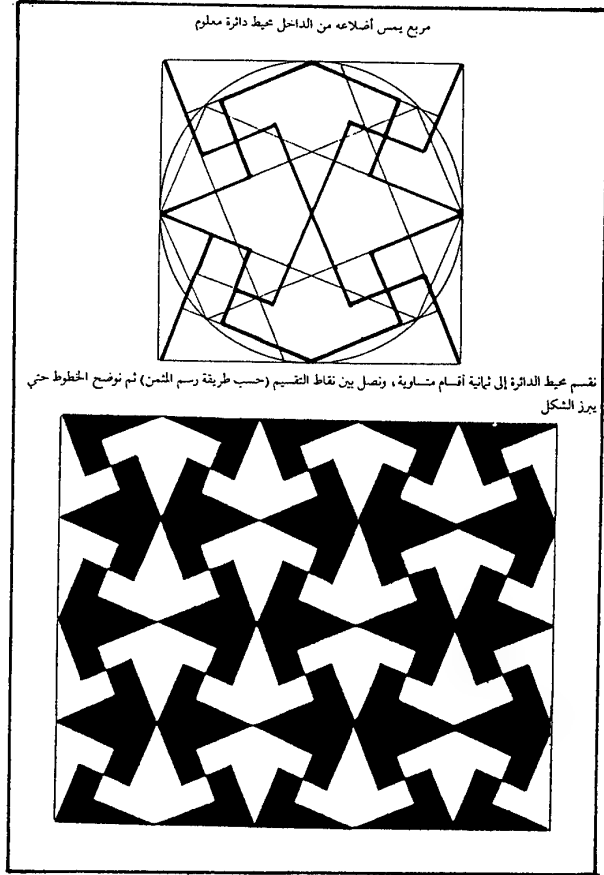 مربع يمس أضلاعه من الداخل محيط دائرة معلوم
نقسم محيط الدائرة إلى ثمانية أقسام متساوية ، ونصل بين نقاط التقسيم (حسب طريقة رسم المثمن) ثم نوضح الخطوط حتي
يبرز الشكل